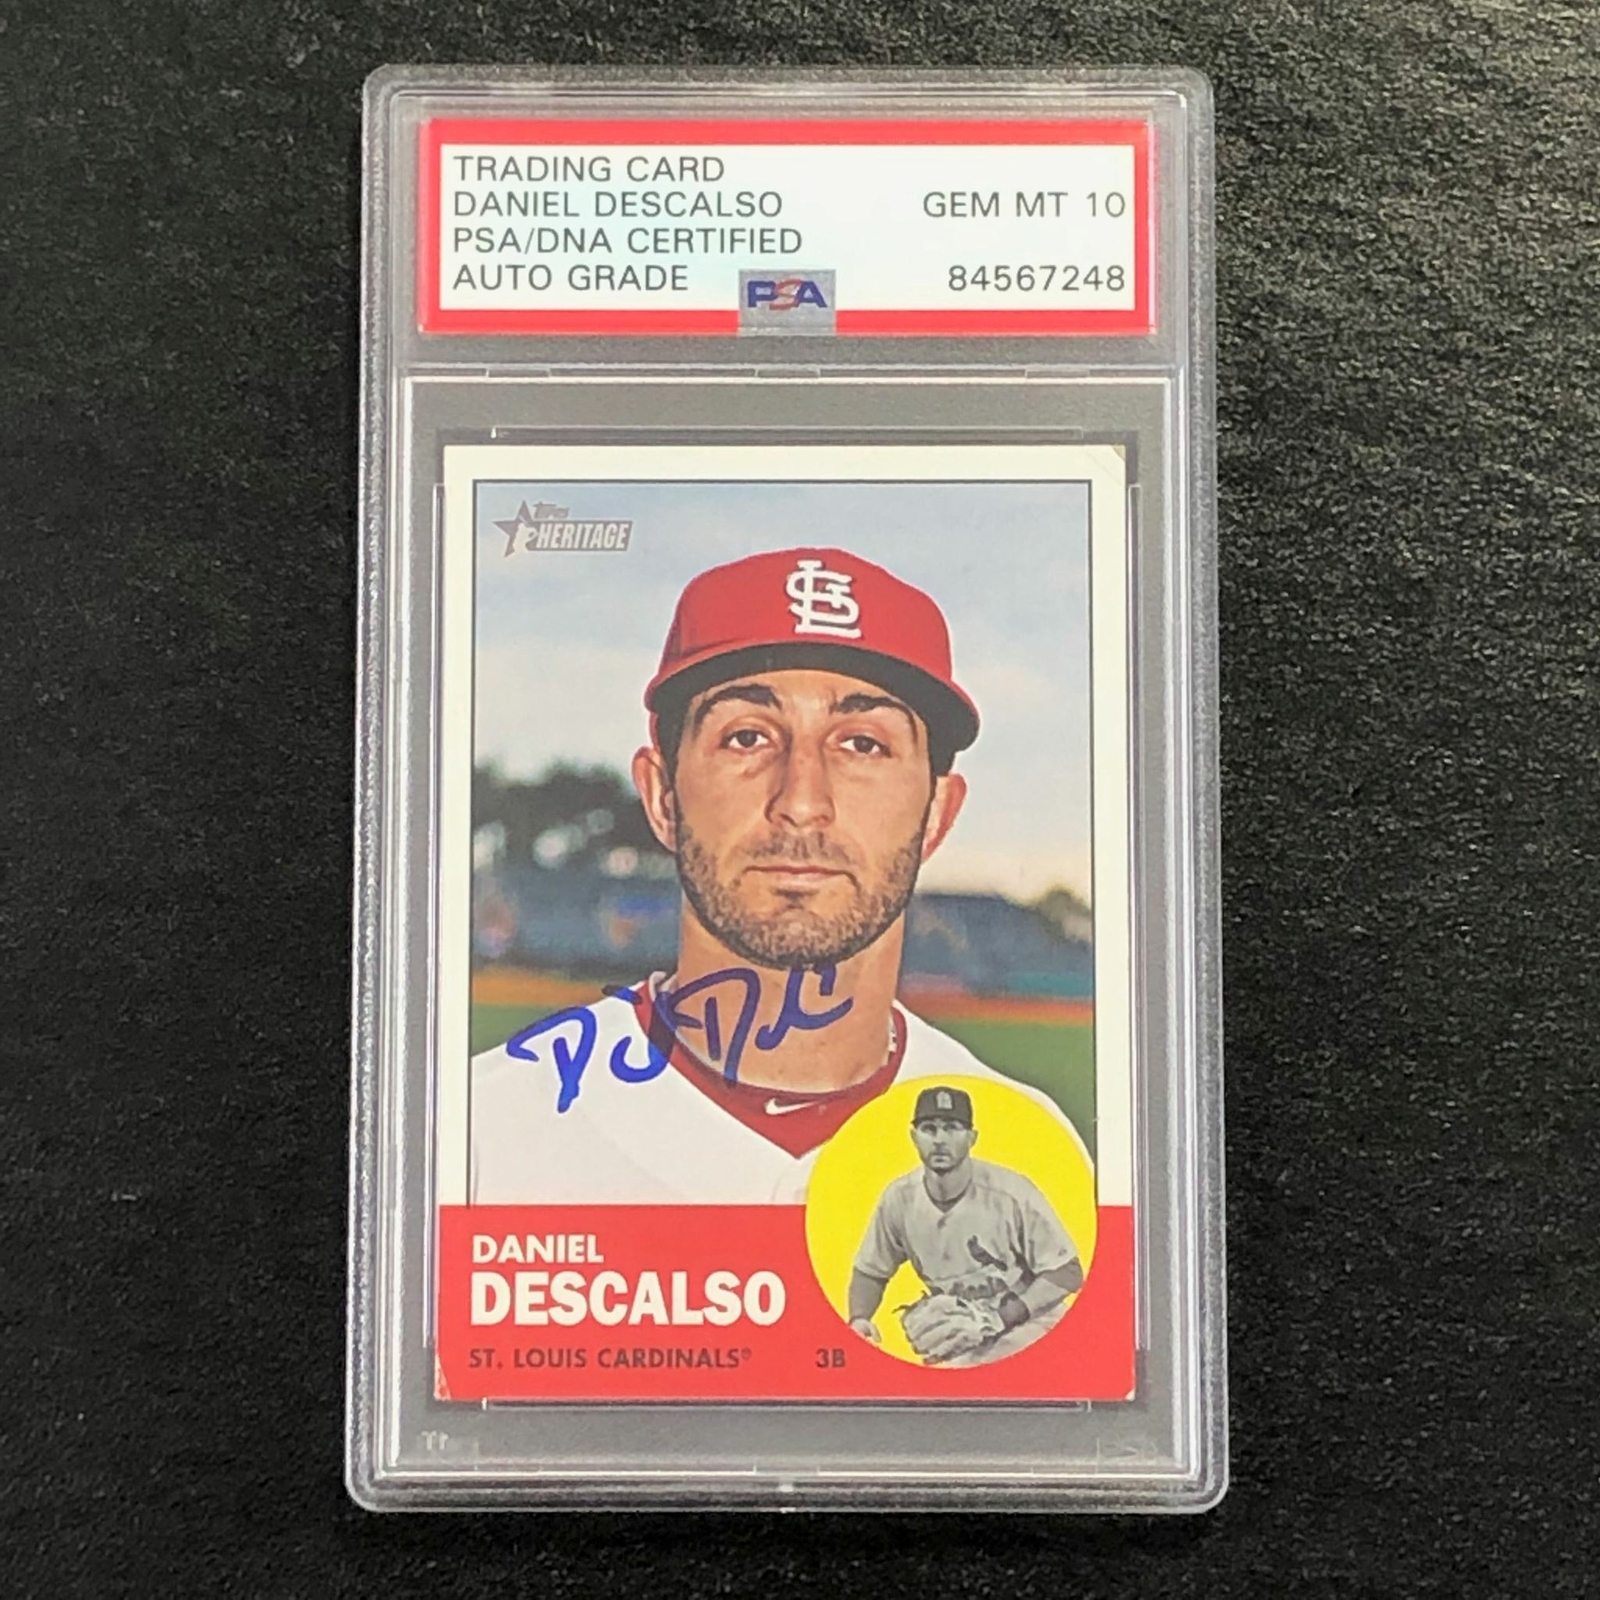 TRADING CARD
DANIEL DESCALSO GEM MT 10
PSA/DNA CERTIFIED
AUTO GRADE PSA 84567248
Topps
HERITAGE
DANIEL
DESCALSO
ST. LOUIS CARDINALS® 3B